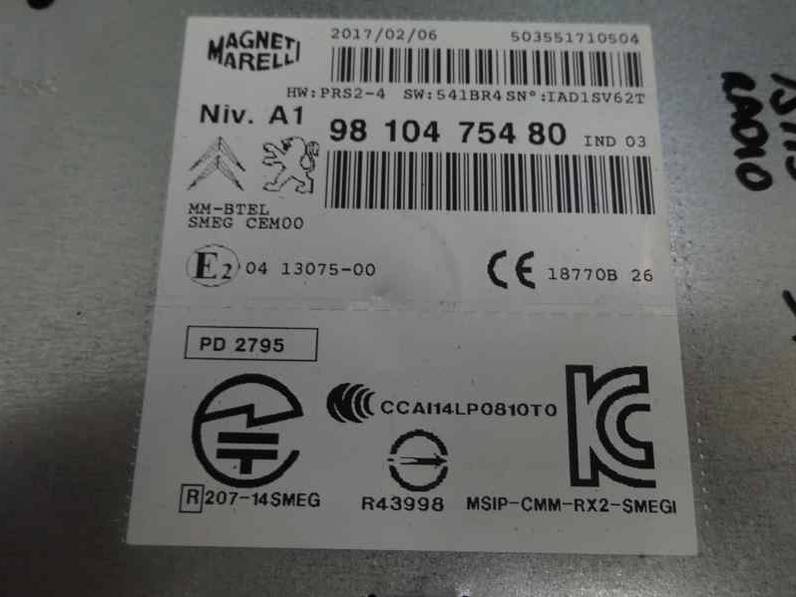 MAGNETI MARELLI
2017/02/06 503551710504
HW:PRS2-4 SW:541BR4 SN°:IAD1SV62T
Niv. A1
98 104 754 80 IND 03
MM-BTEL
SMEG CEM00
E2 04 13075-00
CE 18770B 26
PD 2795
CCAI14LP0810T0
R 207-14SMEG
R43998
MSIP-CMM-RX2-SMEGI
RADIO